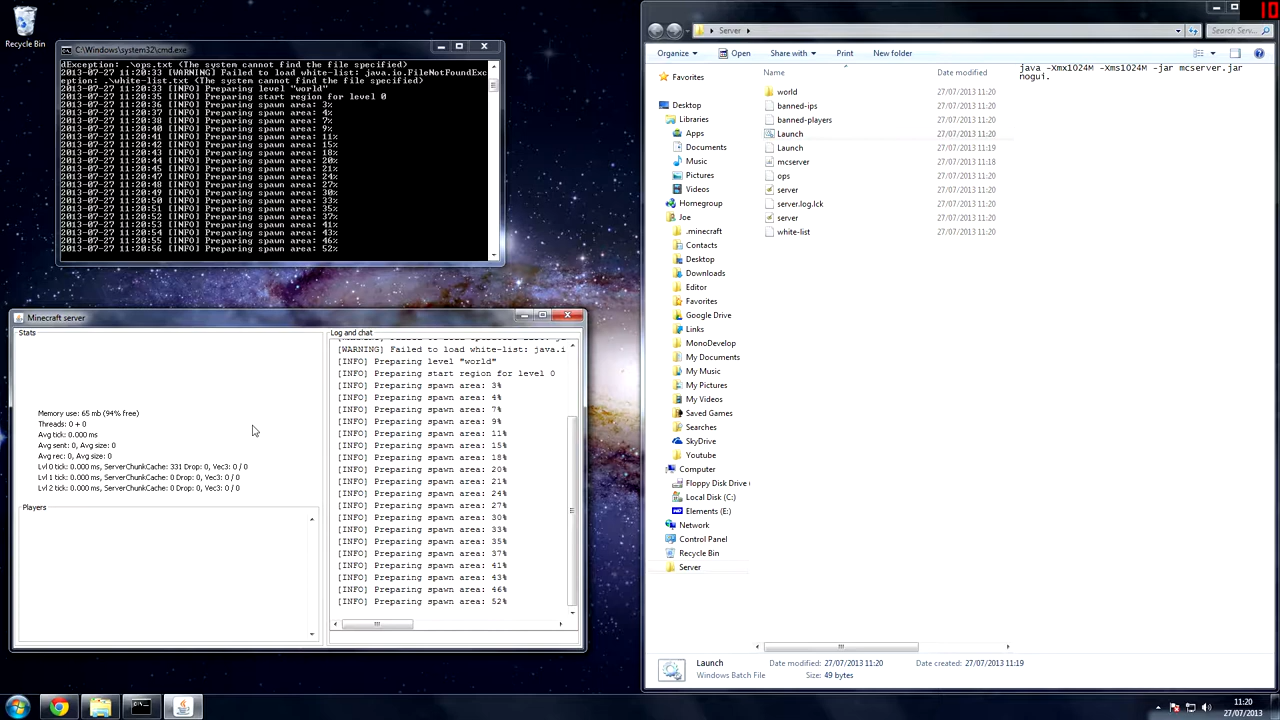 Recycle Bin
C:\Windows\system32\cmd.exe
dException: .\ops.txt (The system cannot find the file specified)
2013-07-27 11:20:33 [WARNING] Failed to load white-list: java.io.FileNotFoundExc
eption: .\white-list.txt (The system cannot find the file specified)
2013-07-27 11:20:33 [INFO] Preparing level "world"
2013-07-27 11:20:35 [INFO] Preparing start region for level 0
2013-07-27 11:20:36 [INFO] Preparing spawn area: 3%
2013-07-27 11:20:37 [INFO] Preparing spawn area: 4%
2013-07-27 11:20:38 [INFO] Preparing spawn area: 7%
2013-07-27 11:20:40 [INFO] Preparing spawn area: 9%
2013-07-27 11:20:41 [INFO] Preparing spawn area: 11%
2013-07-27 11:20:42 [INFO] Preparing spawn area: 15%
2013-07-27 11:20:43 [INFO] Preparing spawn area: 18%
2013-07-27 11:20:44 [INFO] Preparing spawn area: 20%
2013-07-27 11:20:45 [INFO] Preparing spawn area: 21%
2013-07-27 11:20:47 [INFO] Preparing spawn area: 24%
2013-07-27 11:20:48 [INFO] Preparing spawn area: 27%
2013-07-27 11:20:49 [INFO] Preparing spawn area: 30%
2013-07-27 11:20:50 [INFO] Preparing spawn area: 33%
2013-07-27 11:20:51 [INFO] Preparing spawn area: 35%
2013-07-27 11:20:52 [INFO] Preparing spawn area: 37%
2013-07-27 11:20:53 [INFO] Preparing spawn area: 41%
2013-07-27 11:20:54 [INFO] Preparing spawn area: 43%
2013-07-27 11:20:55 [INFO] Preparing spawn area: 46%
2013-07-27 11:20:56 [INFO] Preparing spawn area: 52%
Minecraft server
Stats
Memory use: 65 mb (94% free)
Threads: 0 + 0
Avg tick: 0.000 ms
Avg sent: 0, Avg size: 0
Avg rec: 0, Avg size: 0
Lvl 0 tick: 0.000 ms, ServerChunkCache: 331 Drop: 0, Vec3: 0 / 0
Lvl 1 tick: 0.000 ms, ServerChunkCache: 0 Drop: 0, Vec3: 0 / 0
Lvl 2 tick: 0.000 ms, ServerChunkCache: 0 Drop: 0, Vec3: 0 / 0
Players
Log and chat
[WARNING] Failed to load white-list: java.i
[INFO] Preparing level "world"
[INFO] Preparing start region for level 0
[INFO] Preparing spawn area: 3%
[INFO] Preparing spawn area: 4%
[INFO] Preparing spawn area: 7%
[INFO] Preparing spawn area: 9%
[INFO] Preparing spawn area: 11%
[INFO] Preparing spawn area: 15%
[INFO] Preparing spawn area: 18%
[INFO] Preparing spawn area: 20%
[INFO] Preparing spawn area: 21%
[INFO] Preparing spawn area: 24%
[INFO] Preparing spawn area: 27%
[INFO] Preparing spawn area: 30%
[INFO] Preparing spawn area: 33%
[INFO] Preparing spawn area: 35%
[INFO] Preparing spawn area: 37%
[INFO] Preparing spawn area: 41%
[INFO] Preparing spawn area: 43%
[INFO] Preparing spawn area: 46%
[INFO] Preparing spawn area: 52%
10
Server
Search Serv...
Organize Open Share with Print New folder
Favorites
Desktop
Libraries
Apps
Documents
Music
Pictures
Videos
Homegroup
Joe
.minecraft
Contacts
Desktop
Downloads
Editor
Favorites
Google Drive
Links
MonoDevelop
My Documents
My Music
My Pictures
My Videos
Saved Games
Searches
SkyDrive
Youtube
Computer
Floppy Disk Drive (
Local Disk (C:)
Elements (E:)
Network
Control Panel
Recycle Bin
Server
Name Date modified
world 27/07/2013 11:20
banned-ips 27/07/2013 11:20
banned-players 27/07/2013 11:20
Launch 27/07/2013 11:20
Launch 27/07/2013 11:19
mcserver 27/07/2013 11:18
ops 27/07/2013 11:20
server 27/07/2013 11:20
server.log.lck 27/07/2013 11:20
server 27/07/2013 11:20
white-list 27/07/2013 11:20
java -Xmx1024M -Xms1024M -jar mcserver.jar
nogui.
Launch Date modified: 27/07/2013 11:20 Date created: 27/07/2013 11:19
Windows Batch File Size: 49 bytes
11:20
27/07/2013